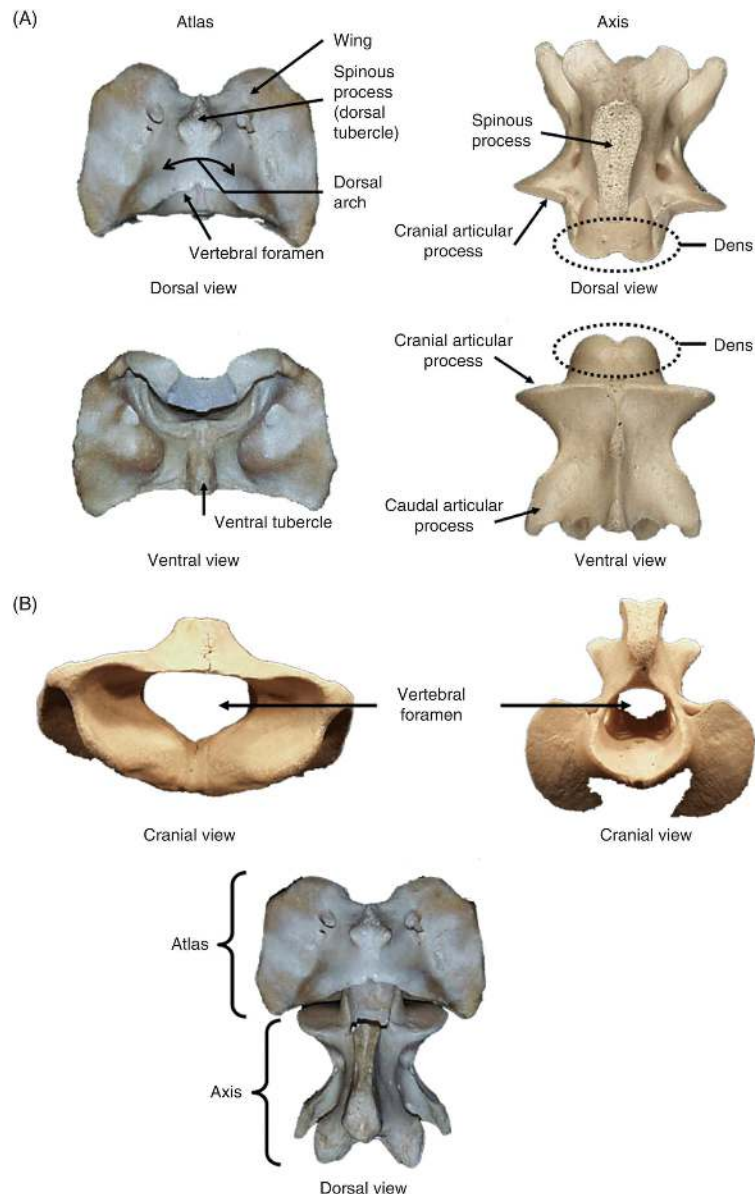 (A)
Atlas
Axis
Wing
Spinous
process
(dorsal
tubercle)
Dorsal
arch
Vertebral foramen
Dorsal view
Spinous
process
Cranial articular
process
Dens
Dorsal view
Ventral tubercle
Ventral view
Cranial articular
process
Dens
Caudal articular
process
Ventral view
(B)
Vertebral
foramen
Cranial view
Cranial view
Atlas
Axis
Dorsal view